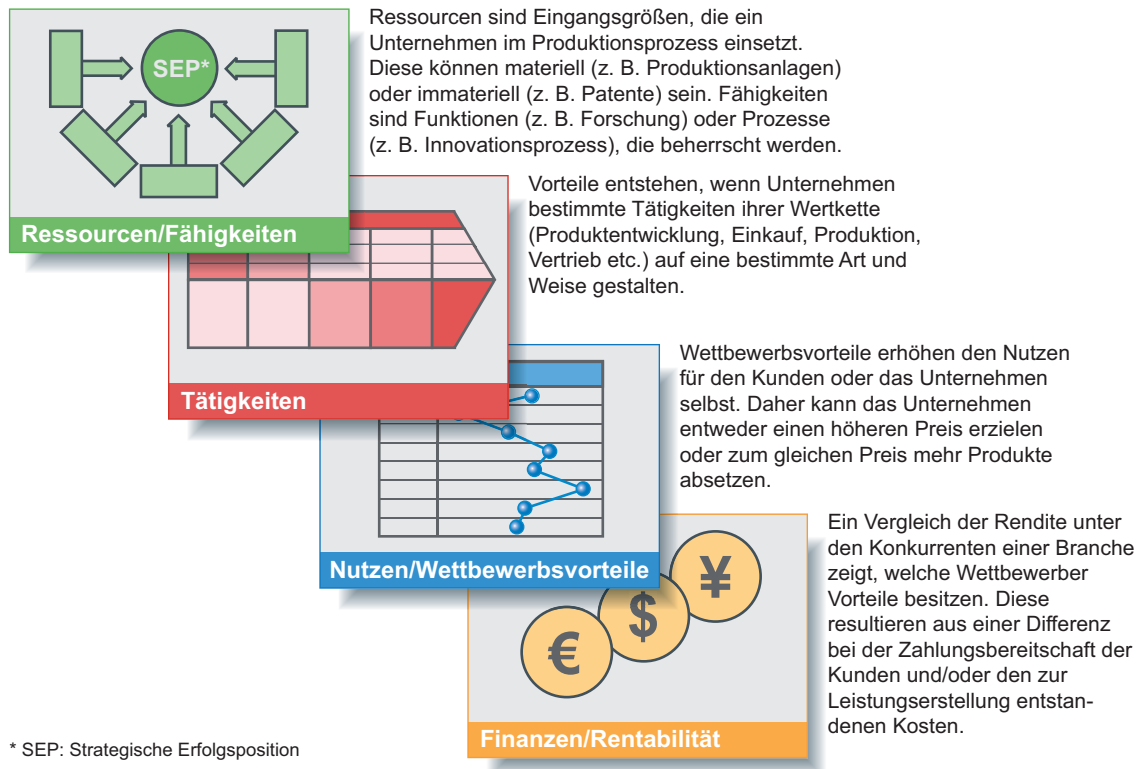 SEP*
Ressourcen/Fähigkeiten
Ressourcen sind Eingangsgrößen, die ein
Unternehmen im Produktionsprozess einsetzt.
Diese können materiell (z. B. Produktionsanlagen)
oder immateriell (z. B. Patente) sein. Fähigkeiten
sind Funktionen (z. B. Forschung) oder Prozesse
(z. B. Innovationsprozess), die beherrscht werden.
Tätigkeiten
Vorteile entstehen, wenn Unternehmen
bestimmte Tätigkeiten ihrer Wertkette
(Produktentwicklung, Einkauf, Produktion,
Vertrieb etc.) auf eine bestimmte Art und
Weise gestalten.
Nutzen/Wettbewerbsvorteile
Wettbewerbsvorteile erhöhen den Nutzen
für den Kunden oder das Unternehmen
selbst. Daher kann das Unternehmen
entweder einen höheren Preis erzielen
oder zum gleichen Preis mehr Produkte
absetzen.
€
$
¥
Finanzen/Rentabilität
Ein Vergleich der Rendite unter
den Konkurrenten einer Branche
zeigt, welche Wettbewerber
Vorteile besitzen. Diese
resultieren aus einer Differenz
bei der Zahlungsbereitschaft der
Kunden und/oder den zur
Leistungserstellung entstan-
denen Kosten.
* SEP: Strategische Erfolgsposition